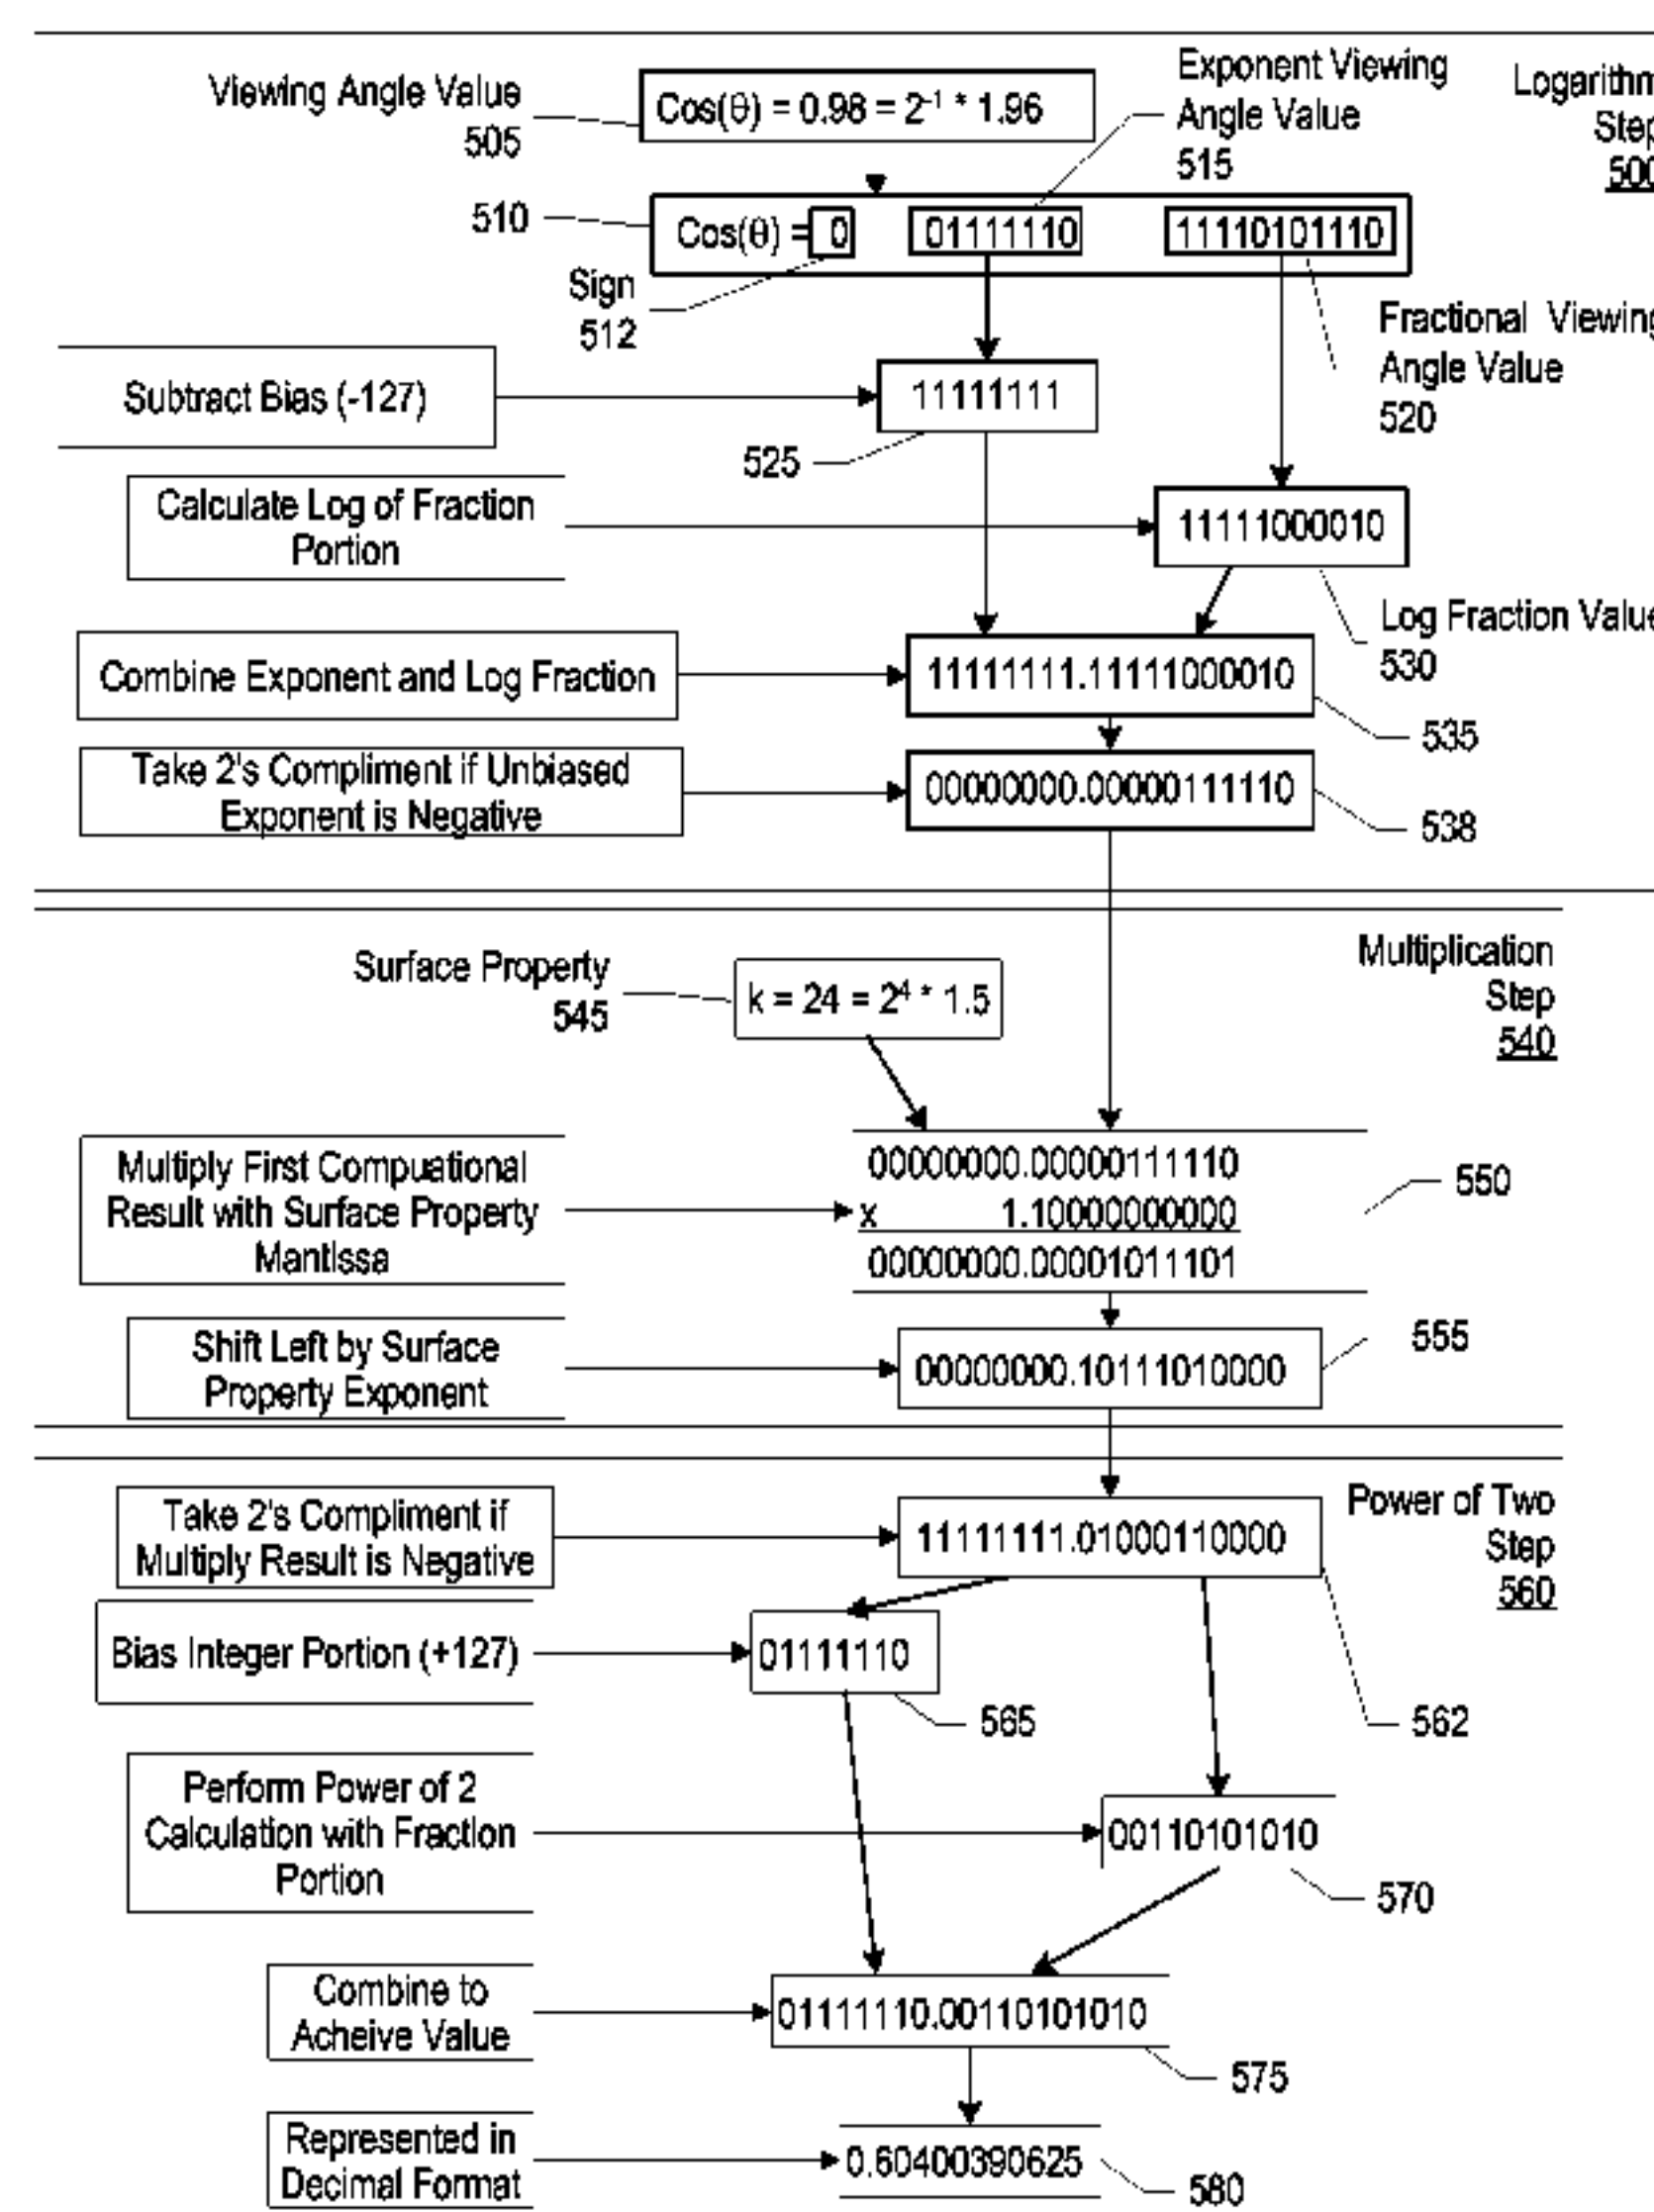 Viewing Angle Value
505
Cos(θ) = 0.98 = 2^-1 * 1.96
Exponent Viewing
Angle Value
515
Logarithm
Step
500
510
Cos(θ) = 0 01111110 11110101110
Sign
512
Fractional Viewing
Angle Value
520
Subtract Bias (-127)
11111111
525
Calculate Log of Fraction
Portion
11111000010
Log Fraction Value
530
Combine Exponent and Log Fraction
11111111.11111000010
535
Take 2's Compliment if Unbiased
Exponent is Negative
00000000.00000111110
538
Surface Property
545
k = 24 = 2^4 * 1.5
Multiplication
Step
540
Multiply First Compuational
Result with Surface Property
Mantissa
00000000.00000111110
x 1.10000000000
00000000.00001011101
550
Shift Left by Surface
Property Exponent
00000000.10111010000
555
Take 2's Compliment if
Multiply Result is Negative
11111111.01000110000
Power of Two
Step
560
Bias Integer Portion (+127)
01111110
565
562
Perform Power of 2
Calculation with Fraction
Portion
00110101010
570
Combine to
Acheive Value
01111110.00110101010
575
Represented in
Decimal Format
0.60400390625
580